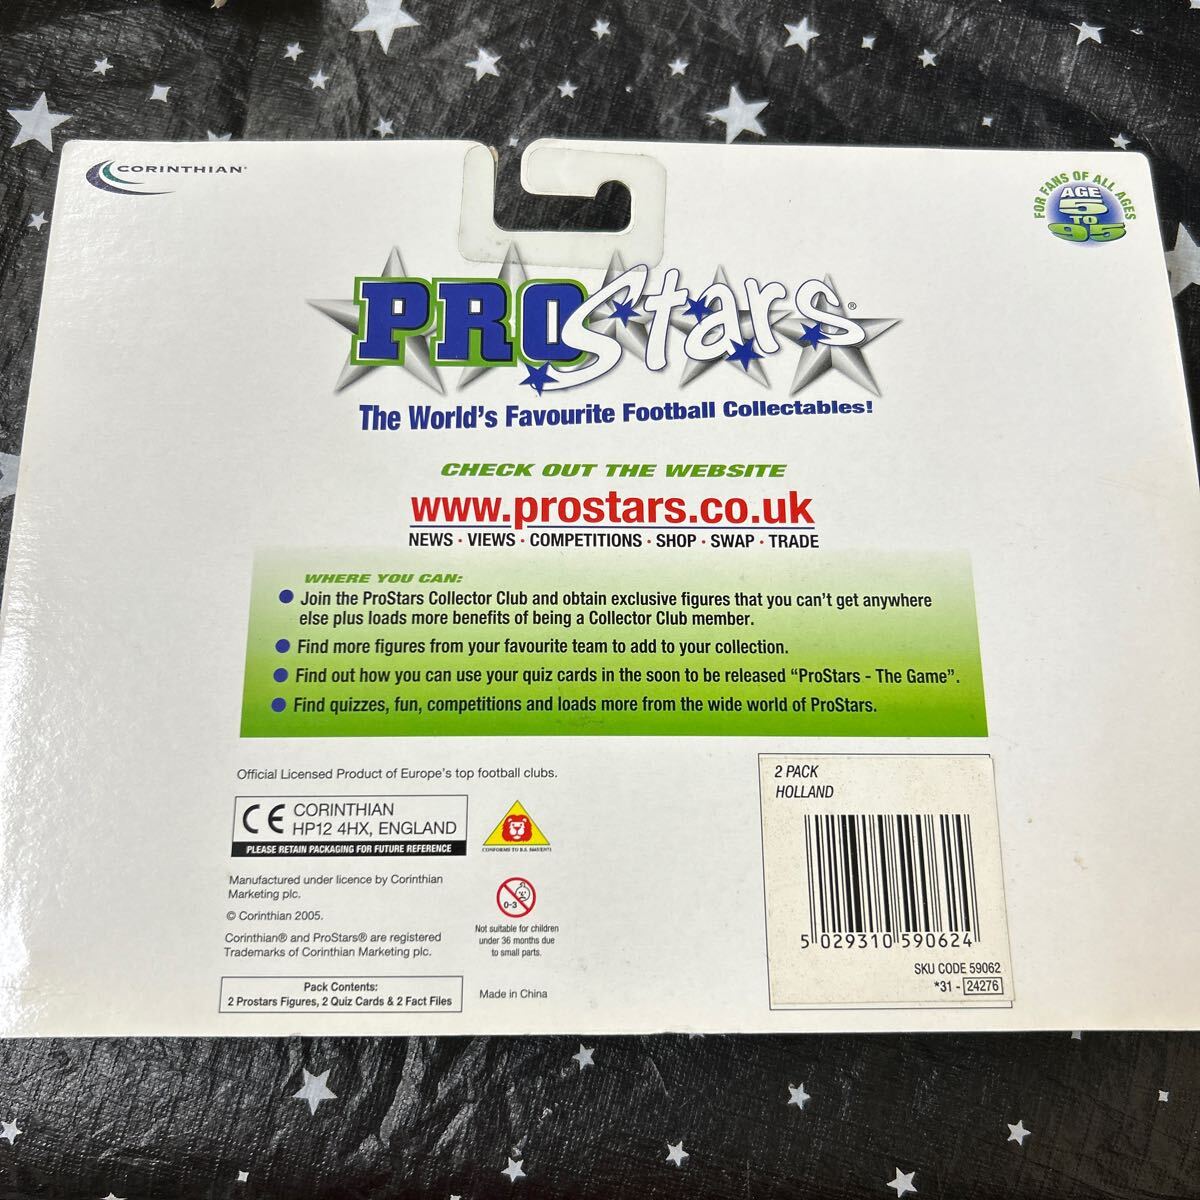 CORINTHIAN
FOR FANS OF ALL AGES
AGE
5
TO
95
PROStars®
The World's Favourite Football Collectables!
CHECK OUT THE WEBSITE
www.prostars.co.uk
NEWS · VIEWS · COMPETITIONS · SHOP · SWAP · TRADE
WHERE YOU CAN:
● Join the ProStars Collector Club and obtain exclusive figures that you can't get anywhere
else plus loads more benefits of being a Collector Club member.
● Find more figures from your favourite team to add to your collection.
● Find out how you can use your quiz cards in the soon to be released “ProStars - The Game”.
● Find quizzes, fun, competitions and loads more from the wide world of ProStars.
Official Licensed Product of Europe's top football clubs.
CE CORINTHIAN
HP12 4HX, ENGLAND
PLEASE RETAIN PACKAGING FOR FUTURE REFERENCE
CONFORMS TO B.S.
Manufactured under licence by Corinthian
Marketing plc.
© Corinthian 2005.
Corinthian® and ProStars® are registered
Trademarks of Corinthian Marketing plc.
0-3
Not suitable for children
under 36 months due
to small parts.
Pack Contents:
2 Prostars Figures, 2 Quiz Cards & 2 Fact Files
Made in China
2 PACK
HOLLAND
5 029310 590624
SKU CODE 59062
*31 - 24276